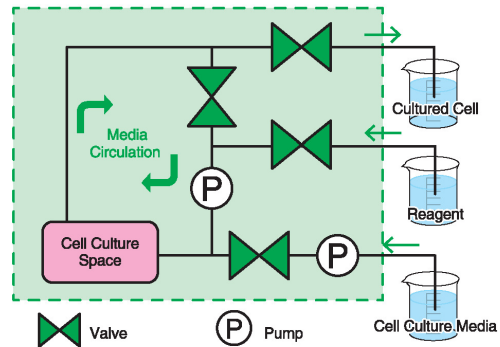 Cultured Cell
Media
Circulation
P
Reagent
Cell Culture
Space
P
Cell Culture Media
Valve
P
Pump